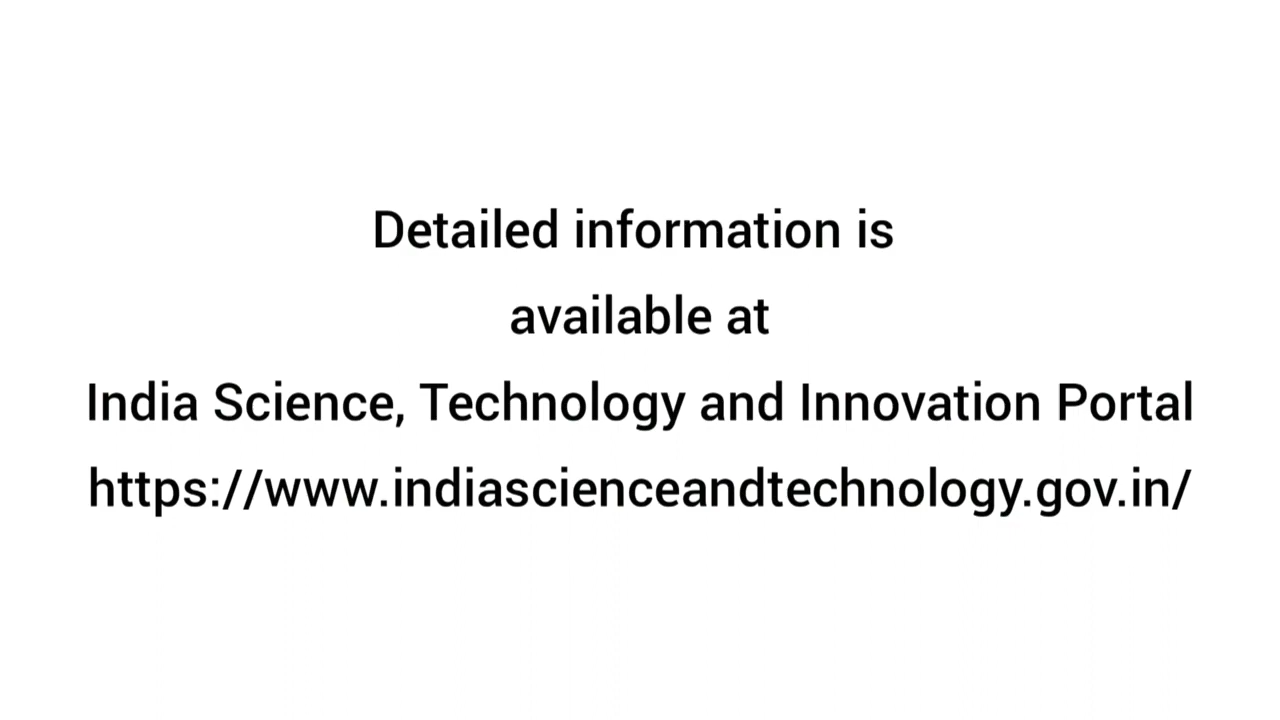 Detailed information is
available at
India Science, Technology and Innovation Portal
https://www.indiascienceandtechnology.gov.in/